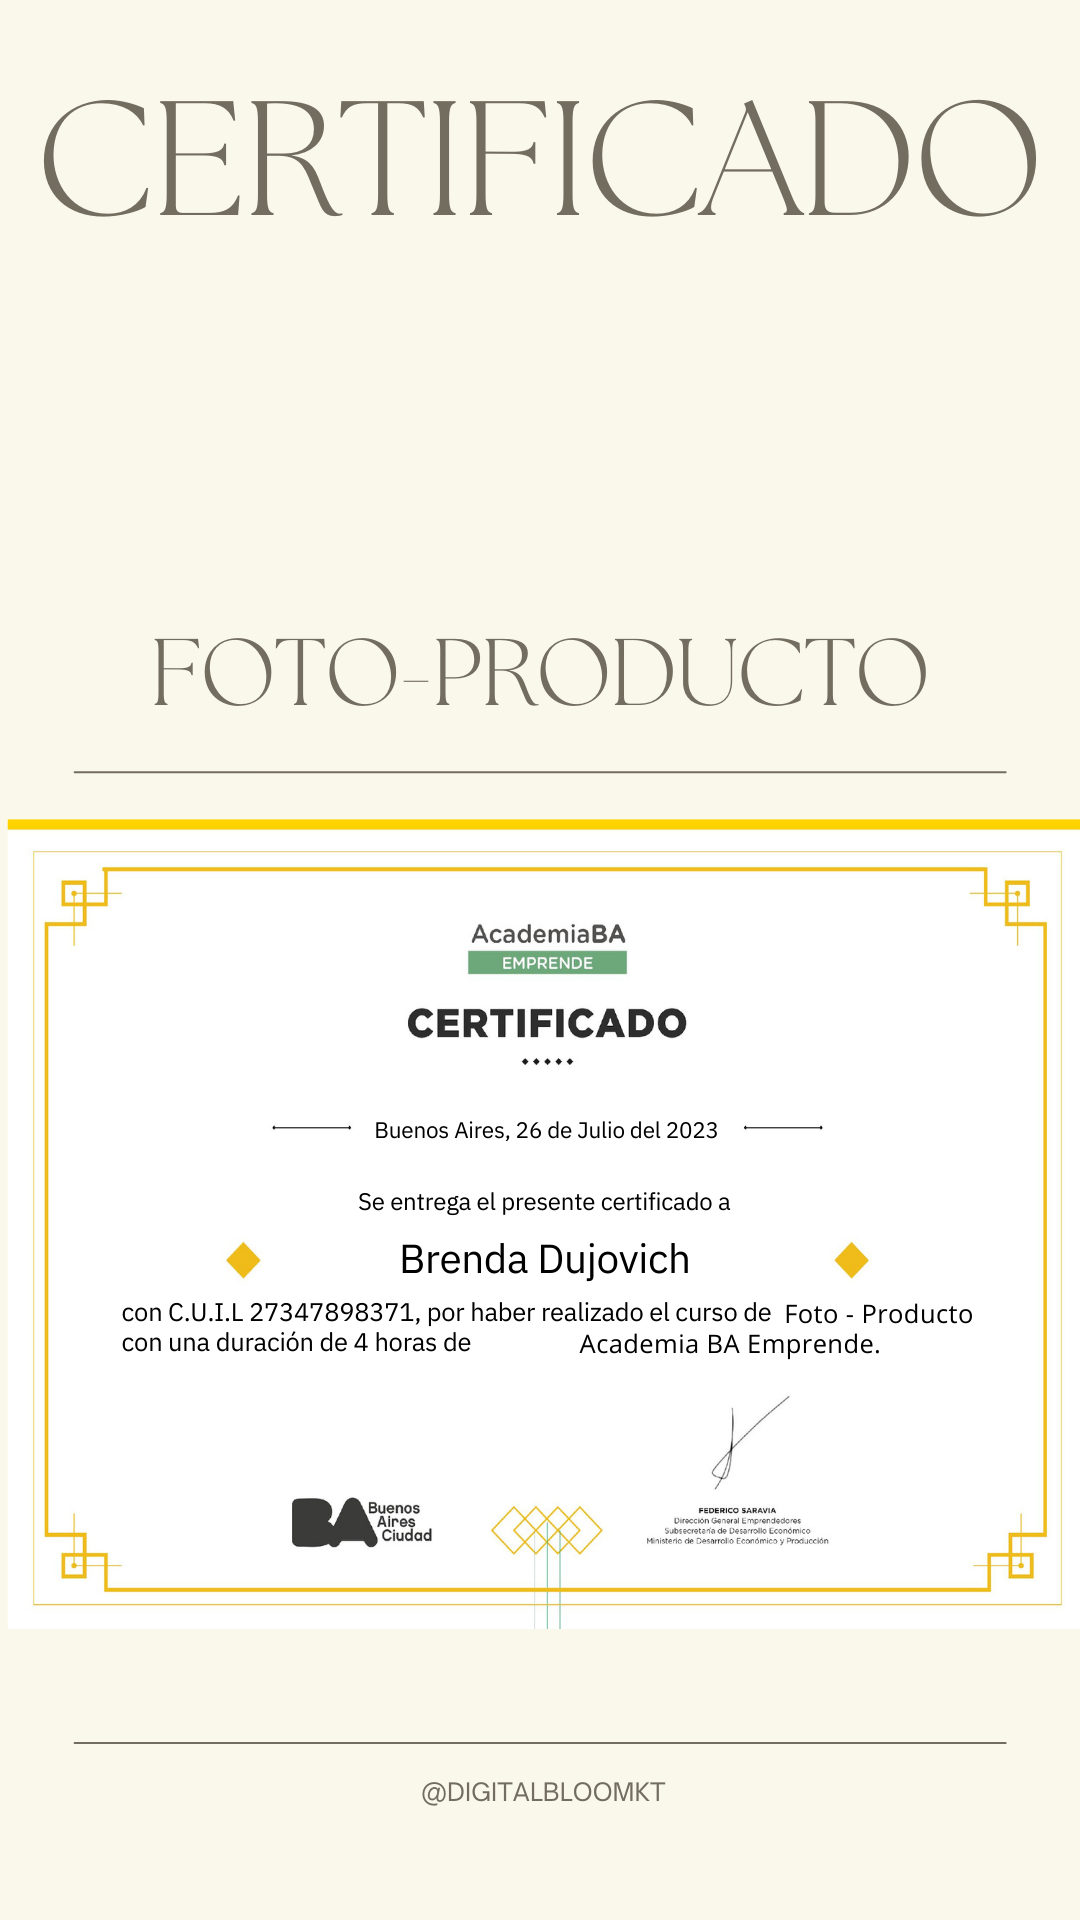 CERTIFICADO
FOTO-PRODUCTO
AcademiaBA
EMPRENDE
CERTIFICADO
Buenos Aires, 26 de Julio del 2023
Se entrega el presente certificado a
Brenda Dujovich
con C.U.I.L 27347898371, por haber realizado el curso de Foto - Producto
con una duración de 4 horas de Academia BA Emprende.
BA Buenos
Aires
Ciudad
FEDERICO SARAVIA
Dirección General Emprendedores
Subsecretaría de Desarrollo Económico
Ministerio de Desarrollo Económico y Producción
@DIGITALBLOOMKT